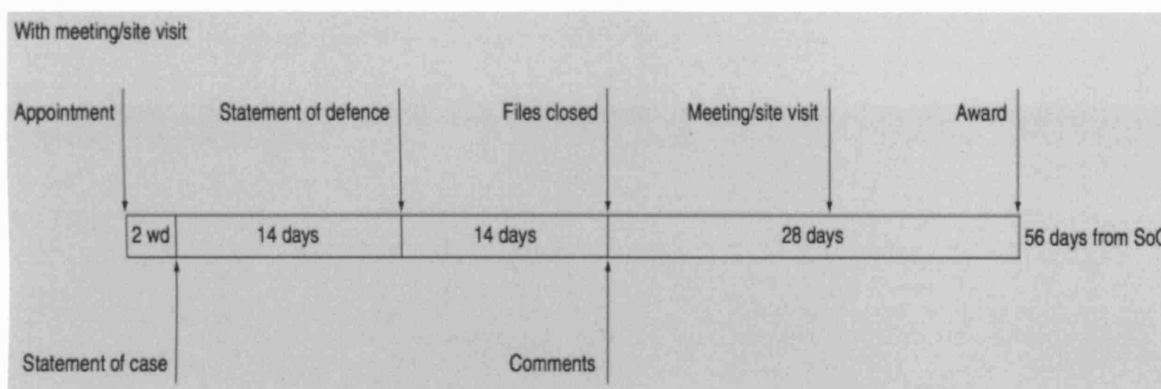 With meeting/site visit
Appointment Statement of defence Files closed Meeting/site visit Award
2 wd 14 days 14 days 28 days 56 days from SoC
Statement of case Comments